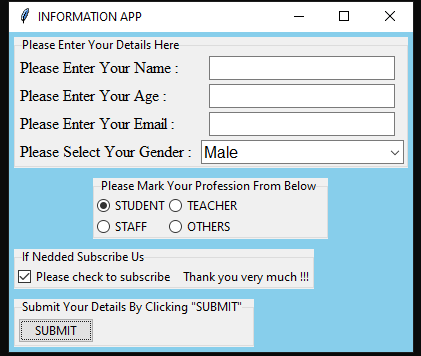 INFORMATION APP
Please Enter Your Details Here
Please Enter Your Name :
Please Enter Your Age :
Please Enter Your Email :
Please Select Your Gender : Male
Please Mark Your Profession From Below
STUDENT TEACHER
STAFF OTHERS
If Nedded Subscribe Us
Please check to subscribe Thank you very much !!!
Submit Your Details By Clicking "SUBMIT"
SUBMIT